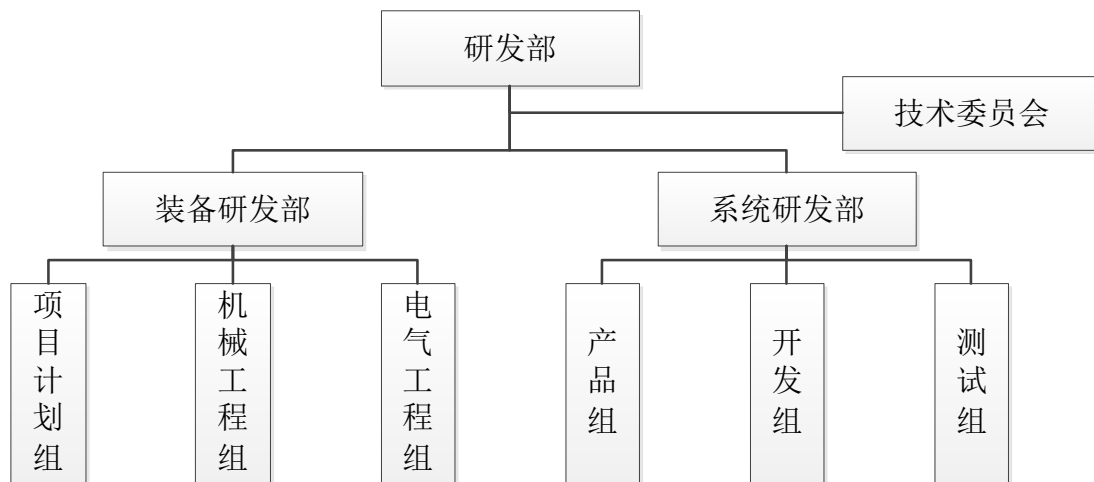 研发部
技术委员会
装备研发部
系统研发部
项目计划组
机械工程组
电气工程组
产品组
开发组
测试组